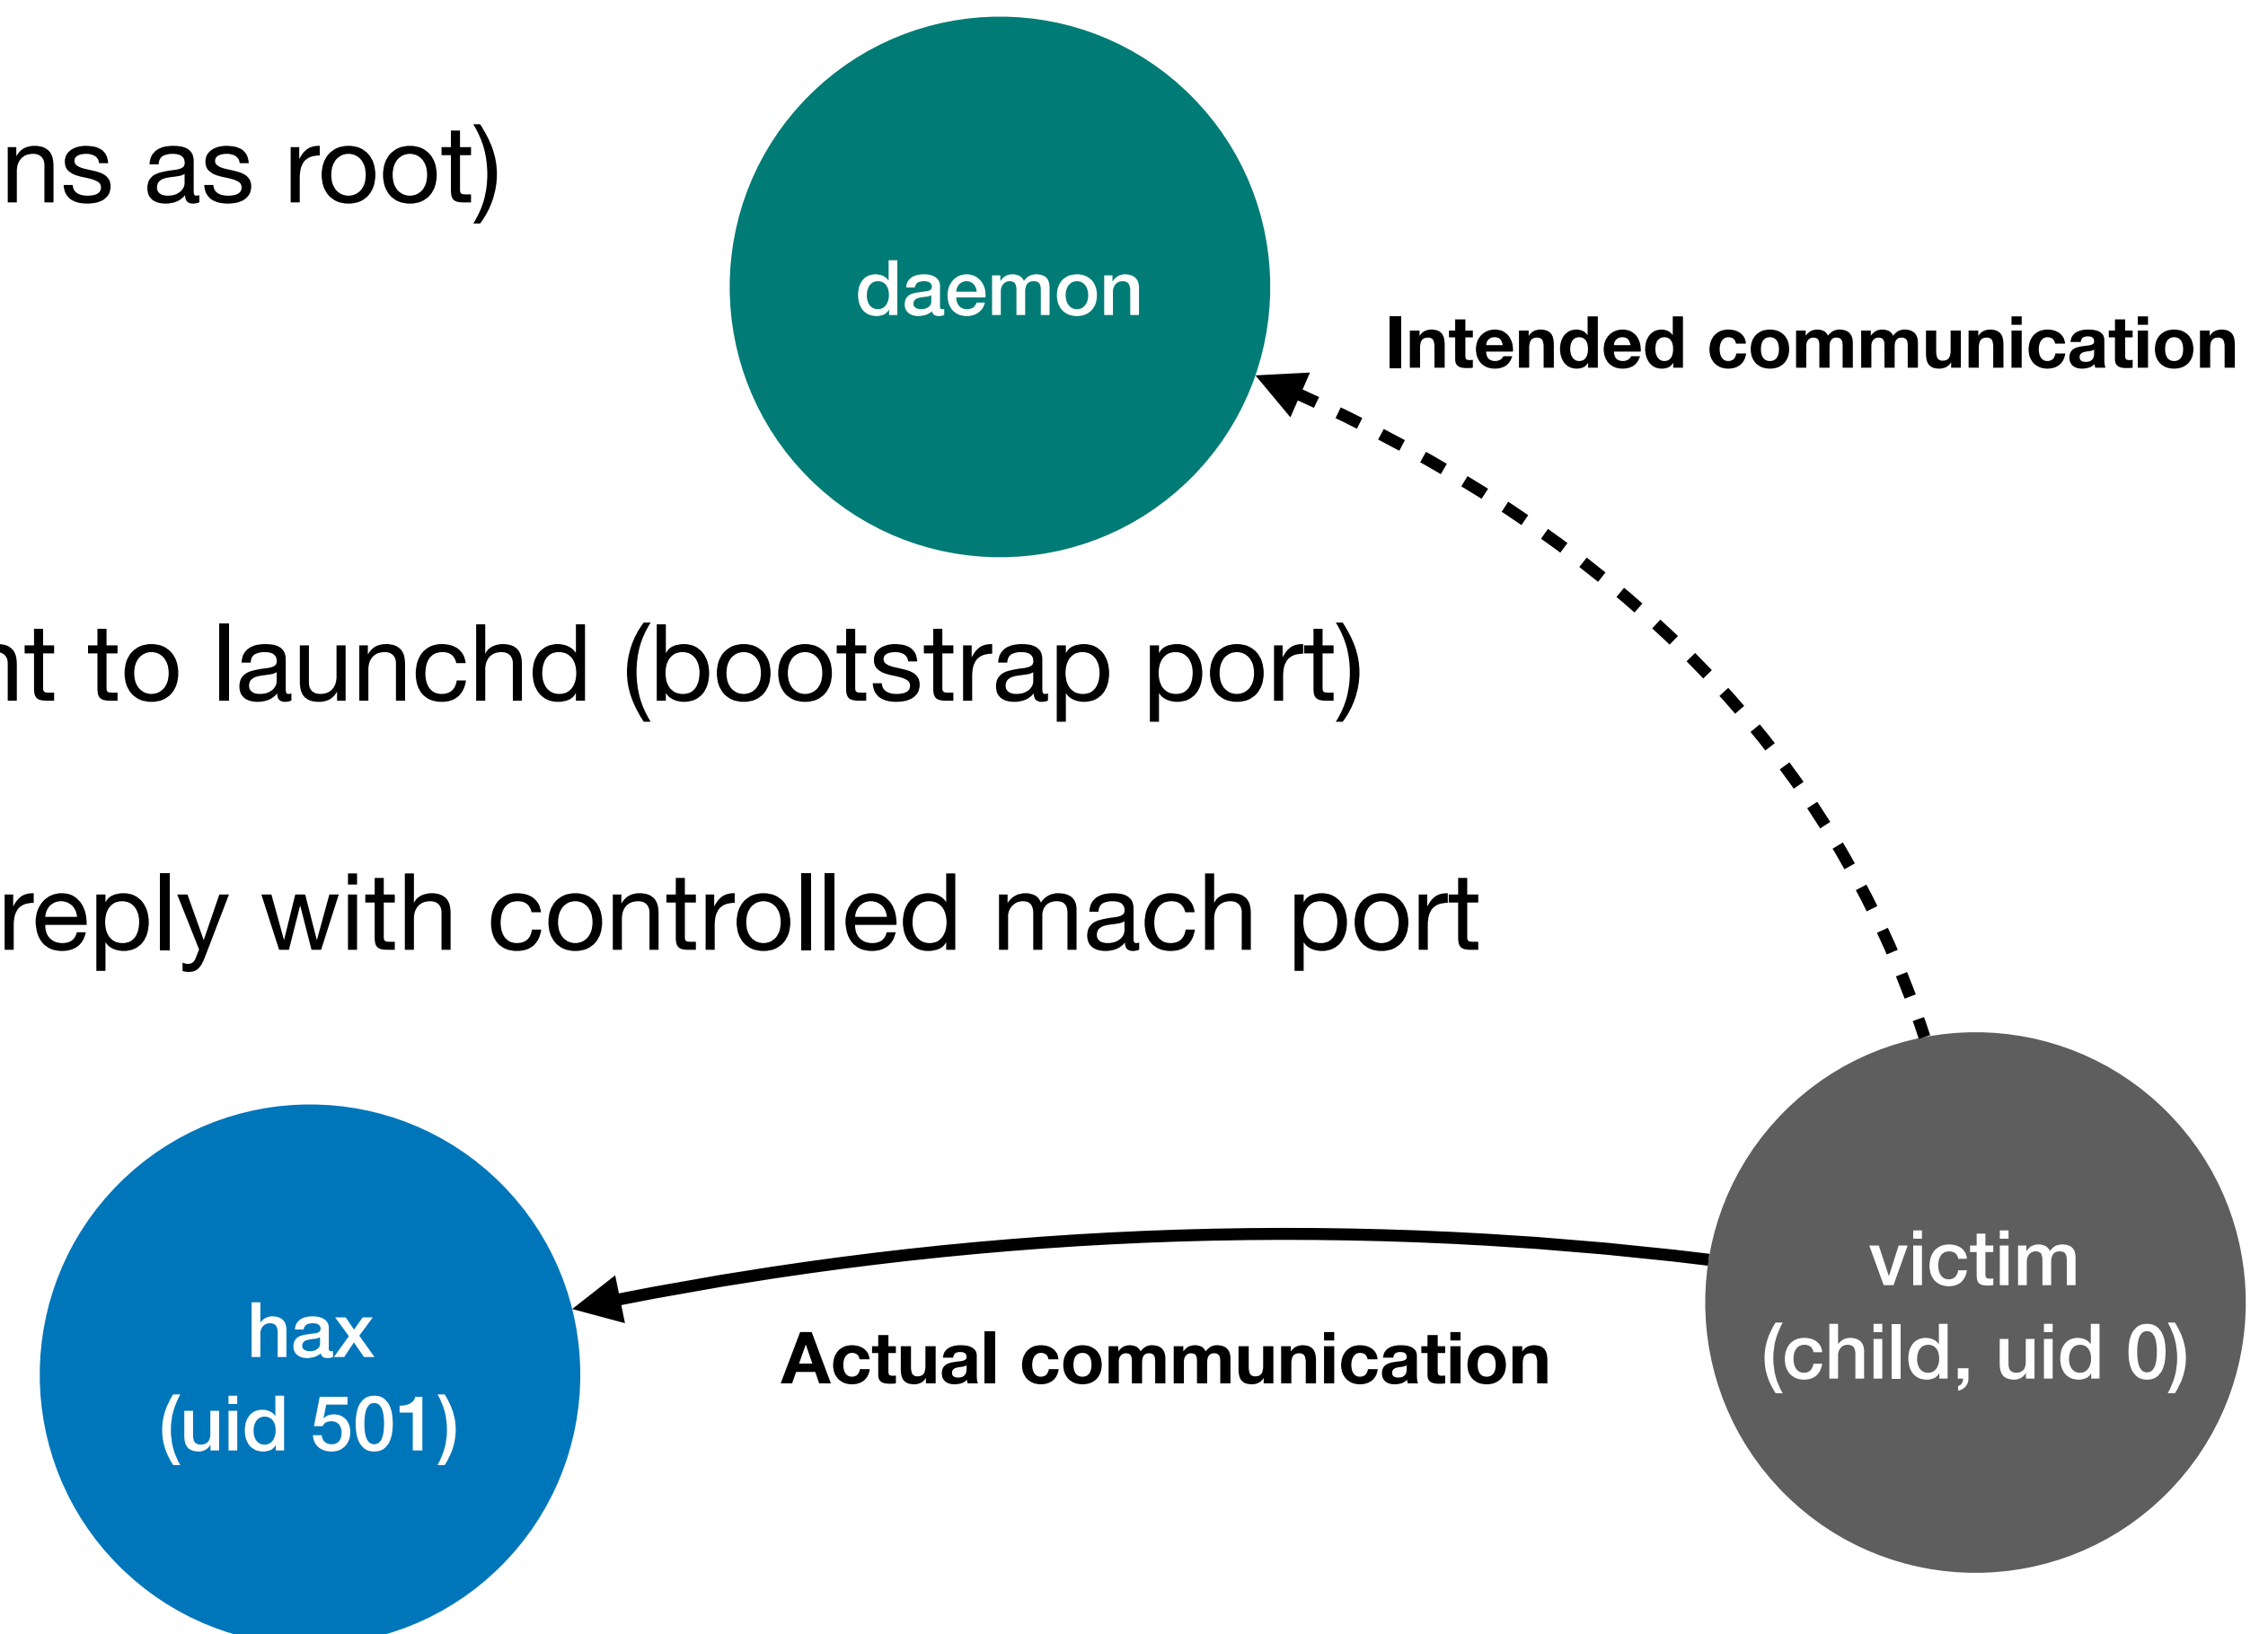 ns as root)
daemon
Intended communication
nt to launchd (bootstrap port)
reply with controlled mach port
victim
(child, uid 0)
hax
(uid 501)
Actual communication